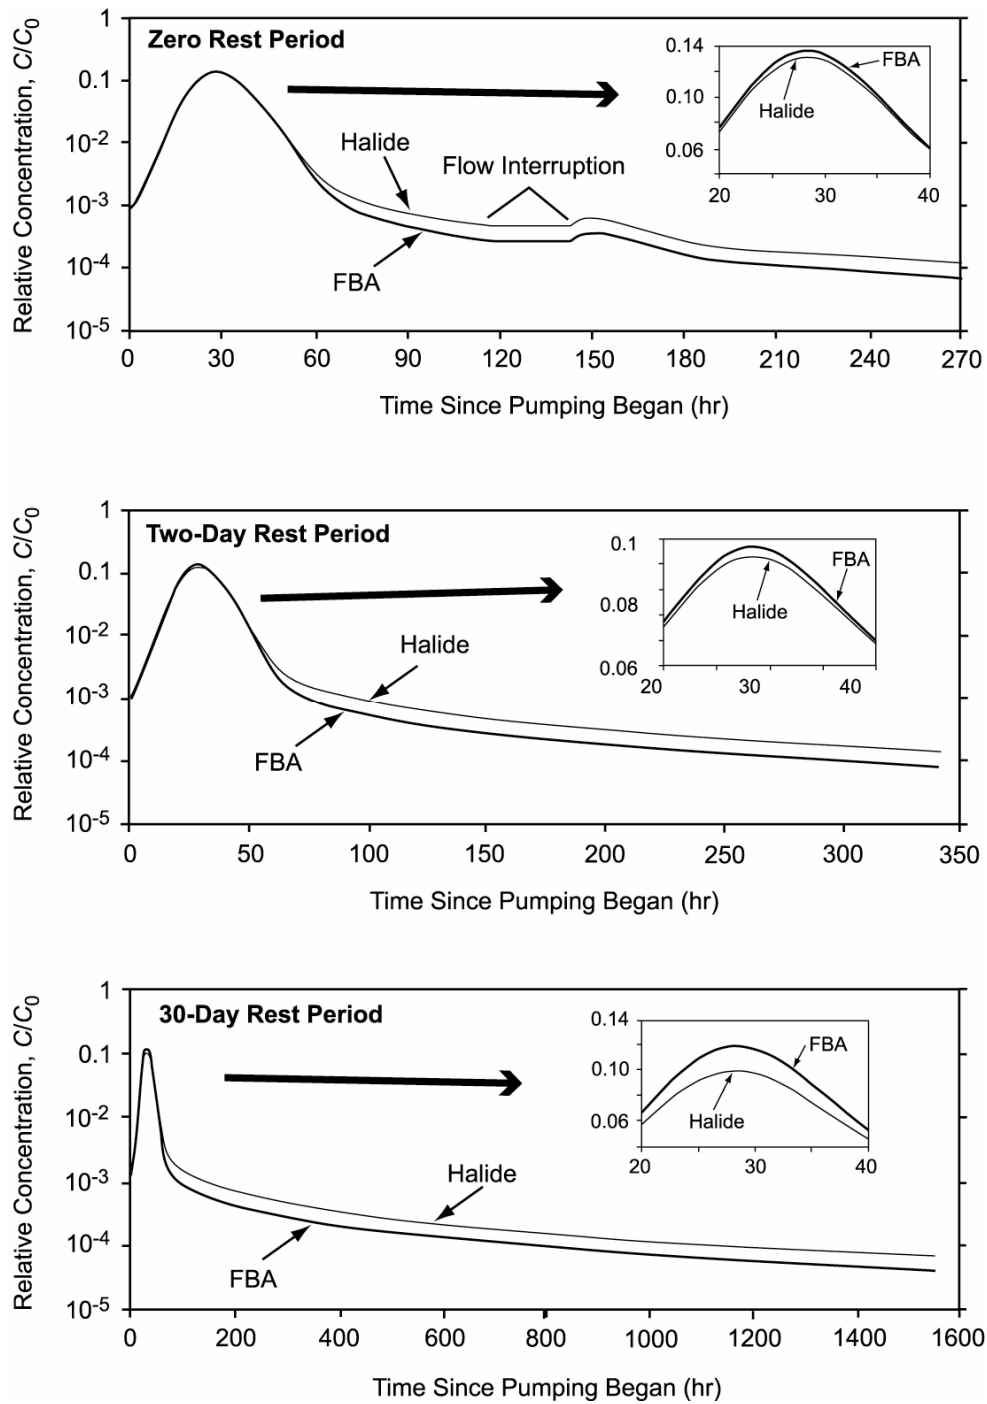 Relative Concentration, C/C0
1
0.1
10-2
10-3
10-4
10-5
Zero Rest Period
Halide
FBA
Flow Interruption
0.14
0.10
0.06
20 30 40
FBA
Halide
0 30 60 90 120 150 180 210 240 270
Time Since Pumping Began (hr)
Relative Concentration, C/C0
1
0.1
10-2
10-3
10-4
10-5
Two-Day Rest Period
Halide
FBA
0.1
0.08
0.06
20 30 40
FBA
Halide
0 50 100 150 200 250 300 350
Time Since Pumping Began (hr)
Relative Concentration, C/C0
1
0.1
10-2
10-3
10-4
10-5
30-Day Rest Period
Halide
FBA
0.14
0.10
0.06
20 30 40
FBA
Halide
0 200 400 600 800 1000 1200 1400 1600
Time Since Pumping Began (hr)